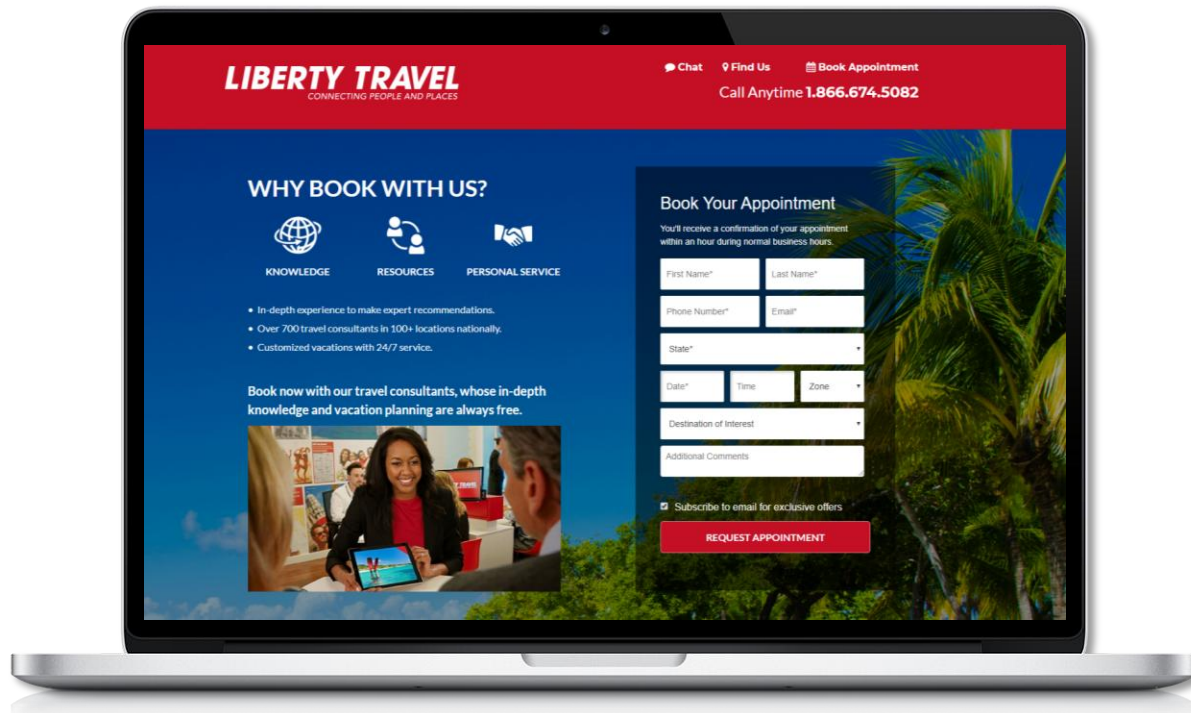 LIBERTY TRAVEL
CONNECTING PEOPLE AND PLACES
Chat Find Us Book Appointment
Call Anytime 1.866.674.5082
WHY BOOK WITH US?
KNOWLEDGE RESOURCES PERSONAL SERVICE
• In-depth experience to make expert recommendations.
• Over 700 travel consultants in 100+ locations nationally.
• Customized vacations with 24/7 service.
Book now with our travel consultants, whose in-depth
knowledge and vacation planning are always free.
Book Your Appointment
You'll receive a confirmation of your appointment
within an hour during normal business hours.
First Name* Last Name*
Phone Number* Email*
State*
Date* Time Zone
Destination of Interest
Additional Comments
Subscribe to email for exclusive offers
REQUEST APPOINTMENT